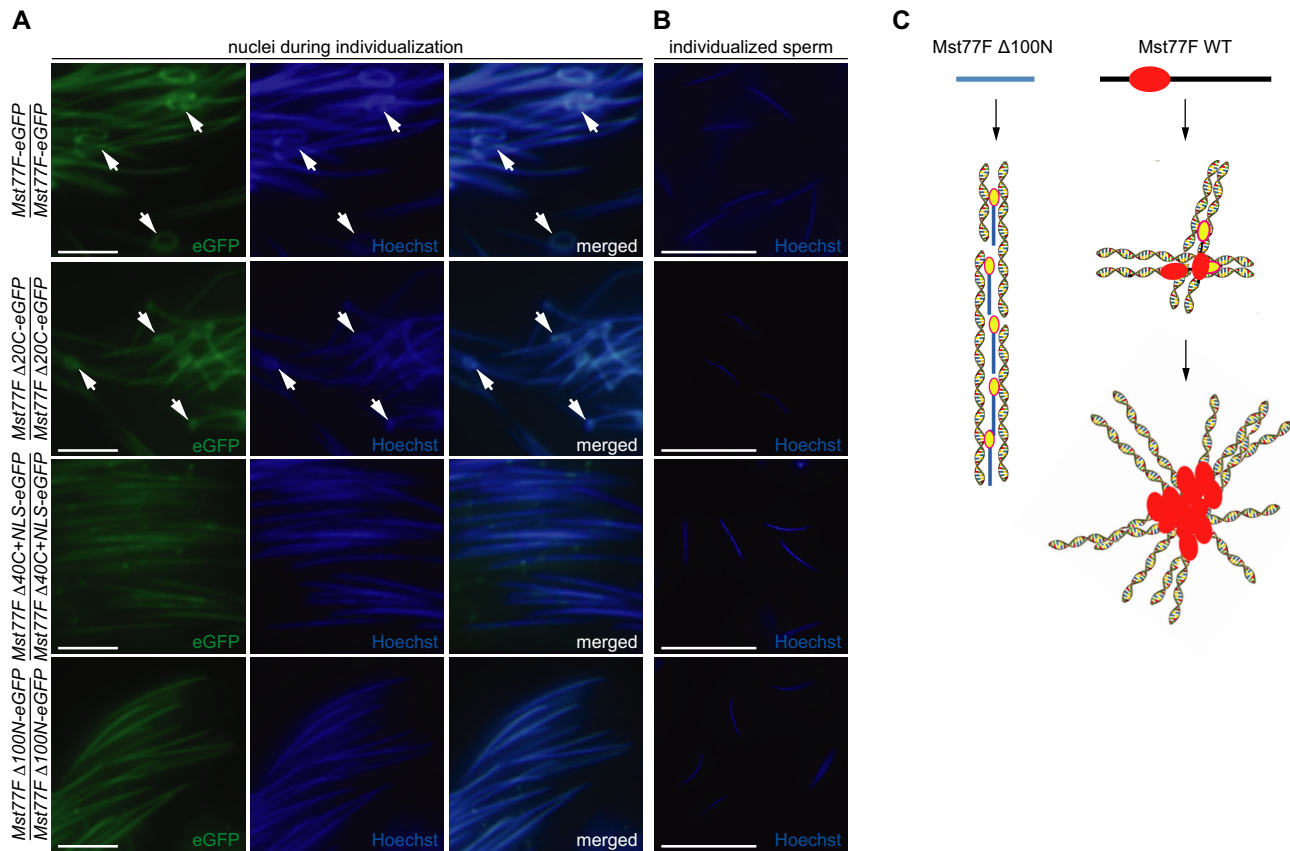 A
B
C
nuclei during individualization
individualized sperm
Mst77F Δ100N
Mst77F WT
Mst77F-eGFP
Mst77F-eGFP
eGFP
Hoechst
merged
Hoechst
Mst77F Δ20C-eGFP
Mst77F Δ20C-eGFP
eGFP
Hoechst
merged
Hoechst
Mst77F Δ40C+NLS-eGFP
Mst77F Δ40C+NLS-eGFP
eGFP
Hoechst
merged
Hoechst
Mst77F Δ100N-eGFP
Mst77F Δ100N-eGFP
eGFP
Hoechst
merged
Hoechst